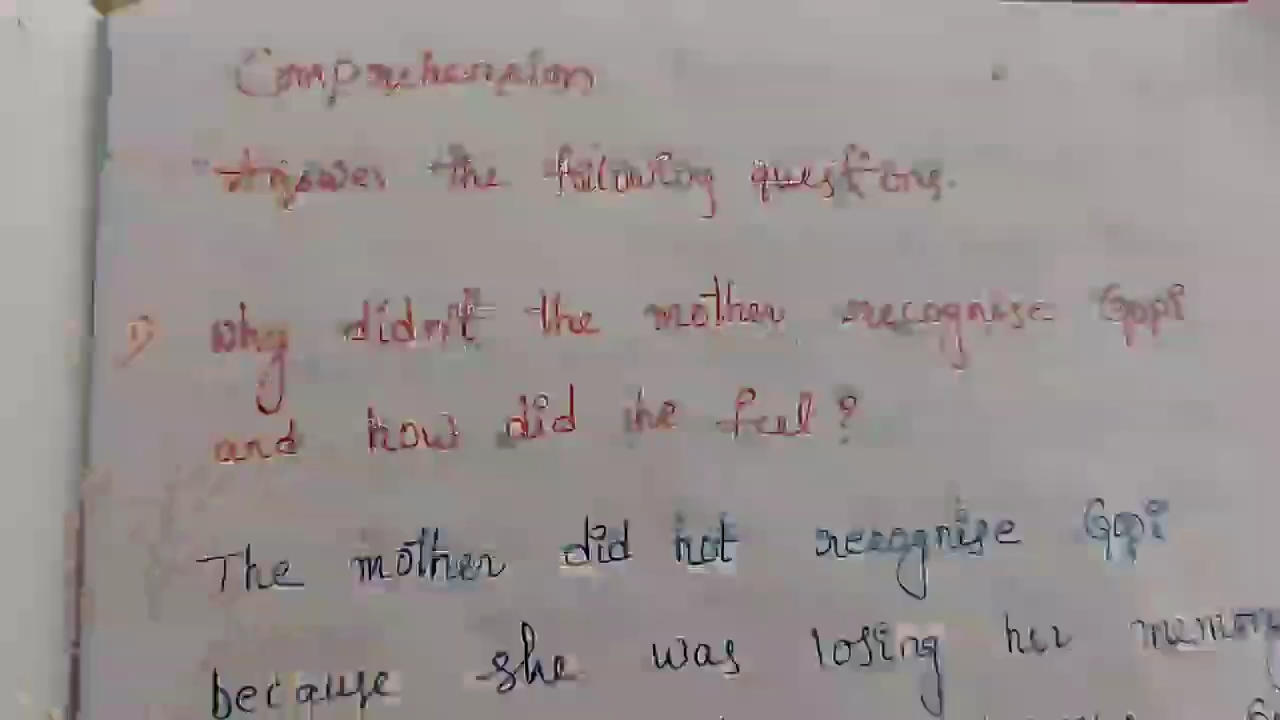 Comprehension
Answer the following questions.
1) Why didn't the mother recognise Gopi
and how did he feel?
The mother did not recognise Gopi
because she was losing her memory